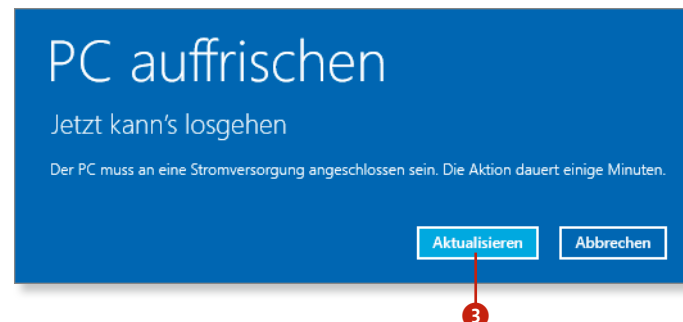 PC auffrischen
Jetzt kann's losgehen
Der PC muss an eine Stromversorgung angeschlossen sein. Die Aktion dauert einige Minuten.
Aktualisieren Abbrechen
3